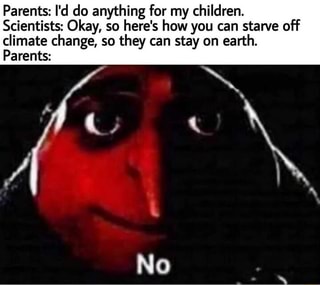 Parents: I'd do anything for my children.
Scientists: Okay, so here's how you can starve off
climate change, so they can stay on earth.
Parents:
No